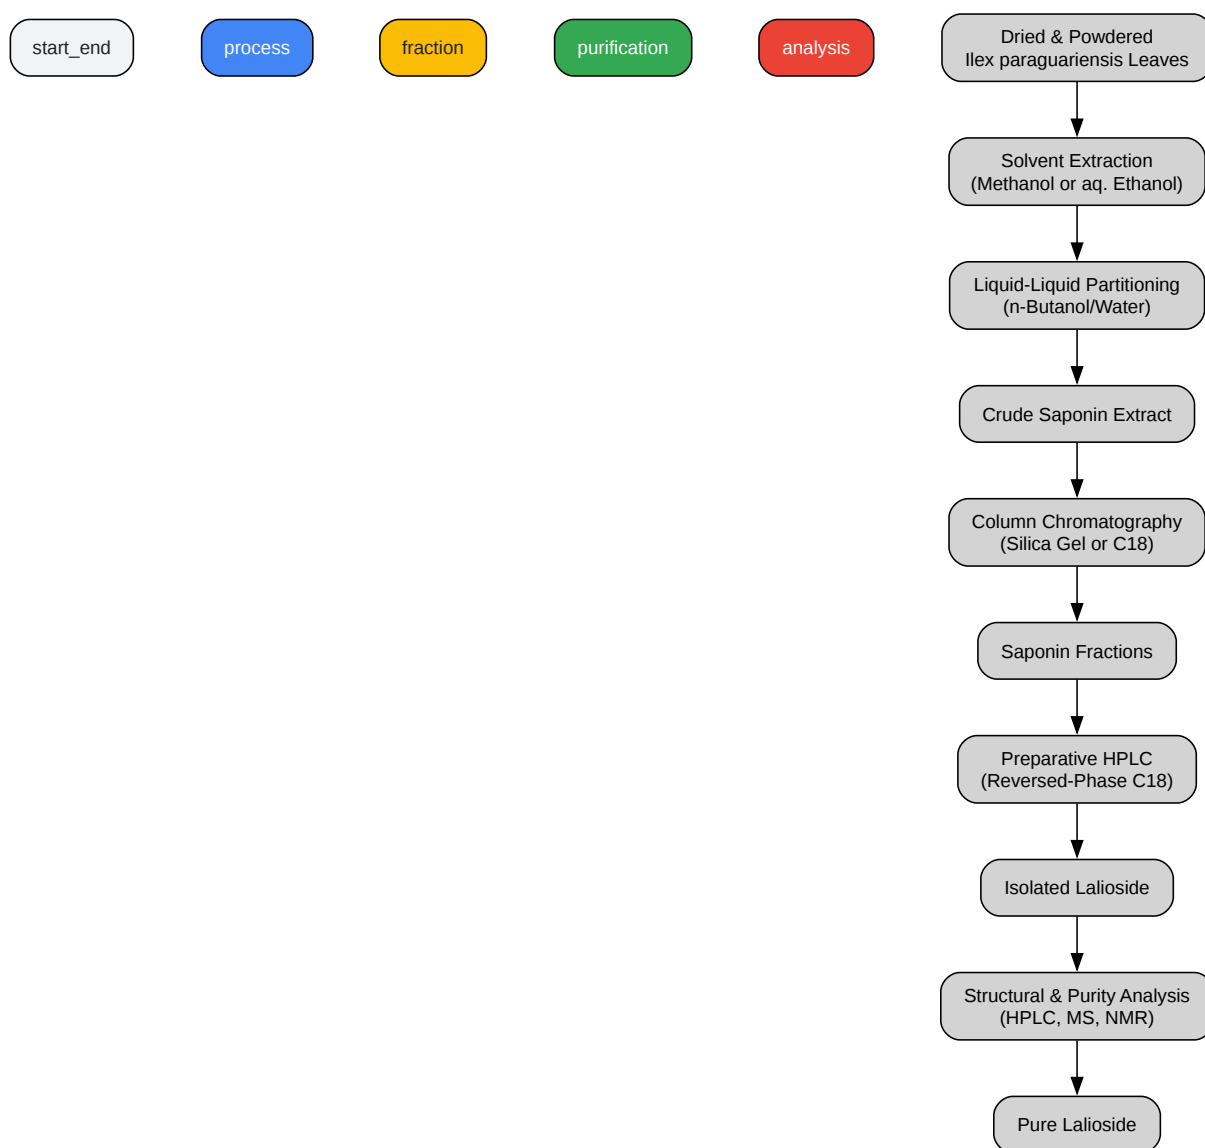 start_end
process
fraction
purification
analysis
Dried & Powdered
Ilex paraguariensis Leaves
Solvent Extraction
(Methanol or aq. Ethanol)
Liquid-Liquid Partitioning
(n-Butanol/Water)
Crude Saponin Extract
Column Chromatography
(Silica Gel or C18)
Saponin Fractions
Preparative HPLC
(Reversed-Phase C18)
Isolated Lalioside
Structural & Purity Analysis
(HPLC, MS, NMR)
Pure Lalioside